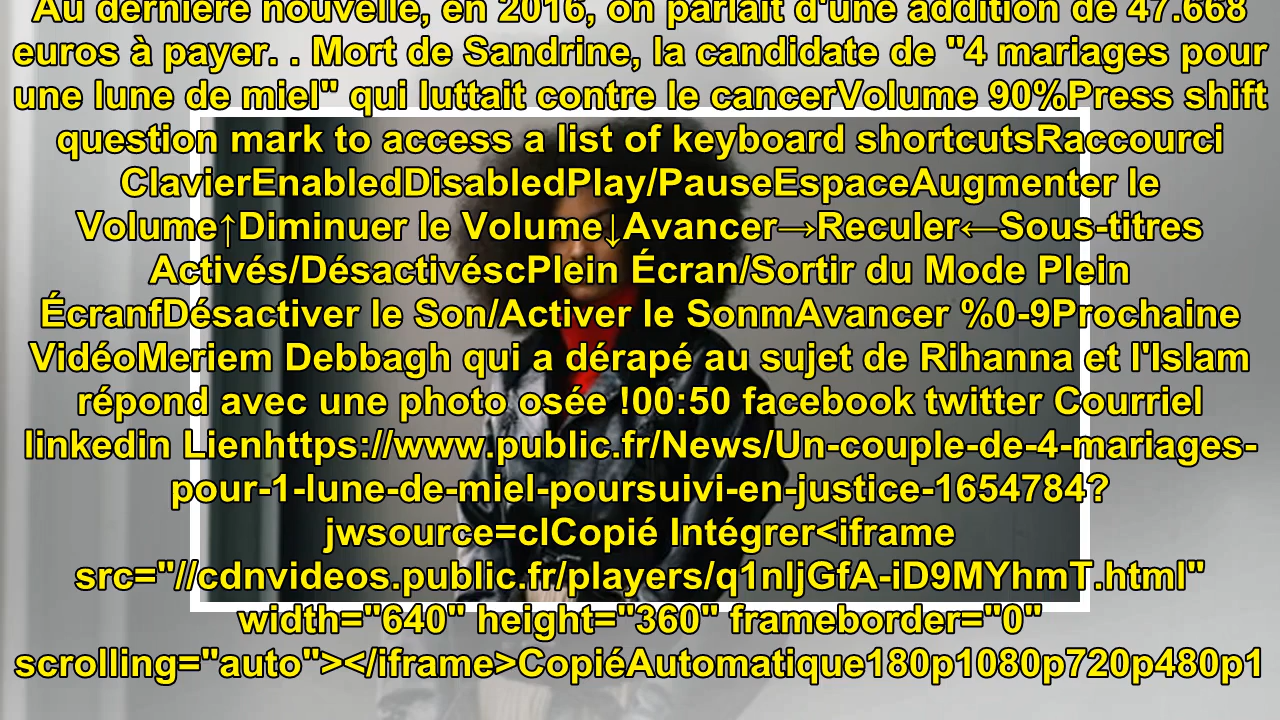 Au dernière nouvelle, en 2016, on parlait d'une addition de 47.668
euros à payer. . Mort de Sandrine, la candidate de "4 mariages pour
une lune de miel" qui luttait contre le cancerVolume 90%Press shift
question mark to access a list of keyboard shortcutsRaccourci
ClavierEnabledDisabledPlay/PauseEspaceAugmenter le
Volume↑Diminuer le Volume↓Avancer→Reculer←Sous-titres
Activés/DésactivéscPlein Écran/Sortir du Mode Plein
ÉcranfDésactiver le Son/Activer le SonmAvancer %0-9Prochaine
VidéoMeriem Debbagh qui a dérapé au sujet de Rihanna et l'Islam
répond avec une photo osée !00:50 facebook twitter Courriel
linkedin Lienhttps://www.public.fr/News/Un-couple-de-4-mariages-
pour-1-lune-de-miel-poursuivi-en-justice-1654784?
jwsource=clCopié Intégrer<iframe
src="//cdnvideos.public.fr/players/q1nljGfA-iD9MYhmT.html"
width="640" height="360" frameborder="0"
scrolling="auto"></iframe>CopiéAutomatique180p1080p720p480p1